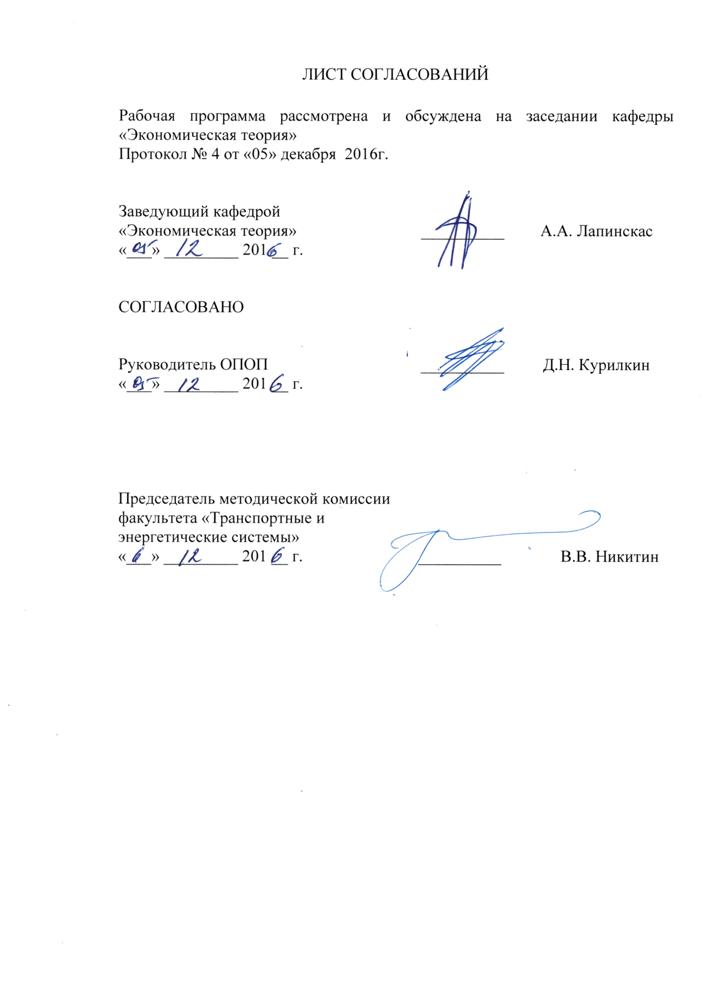 ЛИСТ СОГЛАСОВАНИЙ
Рабочая программа рассмотрена и обсуждена на заседании кафедры
«Экономическая теория»
Протокол № 4 от «05» декабря 2016г.
Заведующий кафедрой
«Экономическая теория» А.А. Лапинскас
«05» 12 2016 г.
СОГЛАСОВАНО
Руководитель ОПОП Д.Н. Курилкин
«05» 12 2016 г.
Председатель методической комиссии
факультета «Транспортные и
энергетические системы»
«6» 12 2016 г. В.В. Никитин